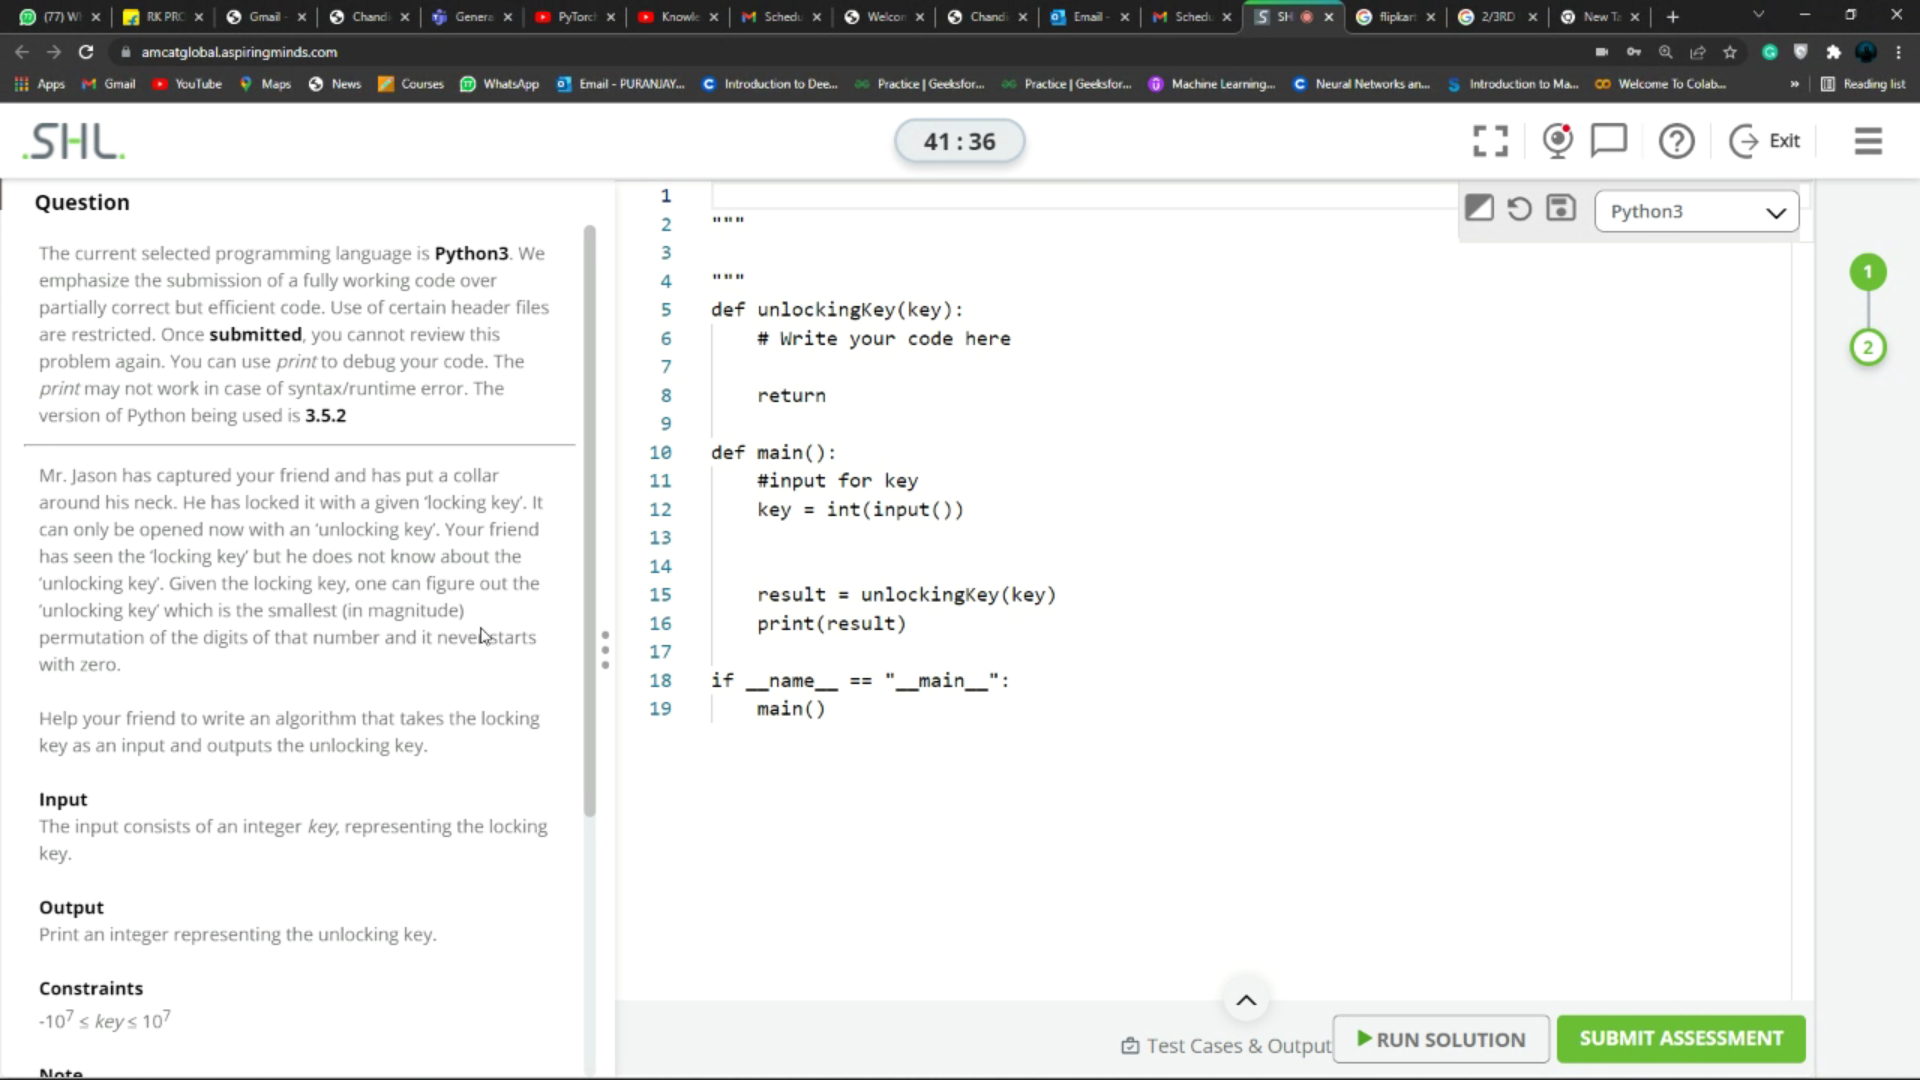 (77) W
RK PRO
Gmail -
Chandi
Genera
PyTorch
Knowle
Schedu
Welcon
Chandi
Email -
Schedu
SH
flipkart
2/3RD
New Ta
amcatglobal.aspiringminds.com
Apps
Gmail
YouTube
Maps
News
Courses
WhatsApp
Email - PURANJAY...
Introduction to Dee...
Practice | Geeksfor...
Practice | Geeksfor...
Machine Learning...
Neural Networks an...
Introduction to Ma...
Welcome To Colab...
»
Reading list
.SHL.
41 : 36
Exit
Question
The current selected programming language is Python3. We
emphasize the submission of a fully working code over
partially correct but efficient code. Use of certain header files
are restricted. Once submitted, you cannot review this
problem again. You can use print to debug your code. The
print may not work in case of syntax/runtime error. The
version of Python being used is 3.5.2
Mr. Jason has captured your friend and has put a collar
around his neck. He has locked it with a given ‘locking key’. It
can only be opened now with an ‘unlocking key’. Your friend
has seen the ‘locking key’ but he does not know about the
‘unlocking key’. Given the locking key, one can figure out the
‘unlocking key’ which is the smallest (in magnitude)
permutation of the digits of that number and it never starts
with zero.
Help your friend to write an algorithm that takes the locking
key as an input and outputs the unlocking key.
Input
The input consists of an integer key, representing the locking
key.
Output
Print an integer representing the unlocking key.
Constraints
-10⁷ ≤ key ≤ 10⁷
Note
1
2 """
3
4 """
5 def unlockingKey(key):
6 # Write your code here
7
8 return
9
10 def main():
11 #input for key
12 key = int(input())
13
14
15 result = unlockingKey(key)
16 print(result)
17
18 if __name__ == "__main__":
19 main()
Python3
1
2
Test Cases & Output
RUN SOLUTION
SUBMIT ASSESSMENT